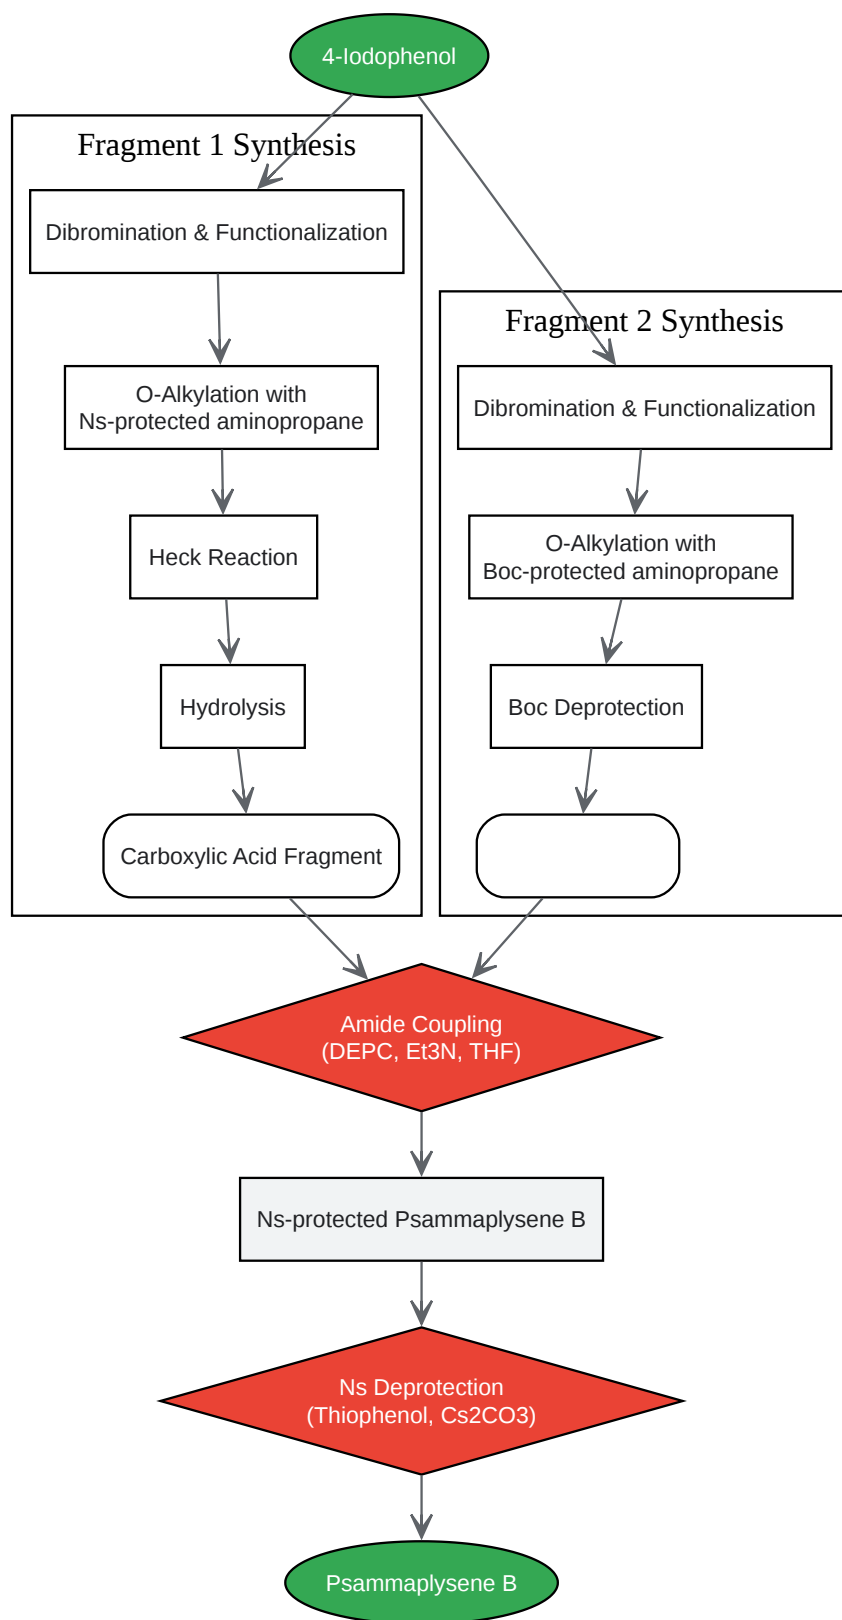 4-Iodophenol
Fragment 1 Synthesis
Dibromination & Functionalization
O-Alkylation with
Ns-protected aminopropane
Heck Reaction
Hydrolysis
Carboxylic Acid Fragment
Fragment 2 Synthesis
Dibromination & Functionalization
O-Alkylation with
Boc-protected aminopropane
Boc Deprotection
Amide Coupling
(DEPC, Et3N, THF)
Ns-protected Psammaplysene B
Ns Deprotection
(Thiophenol, Cs2CO3)
Psammaplysene B